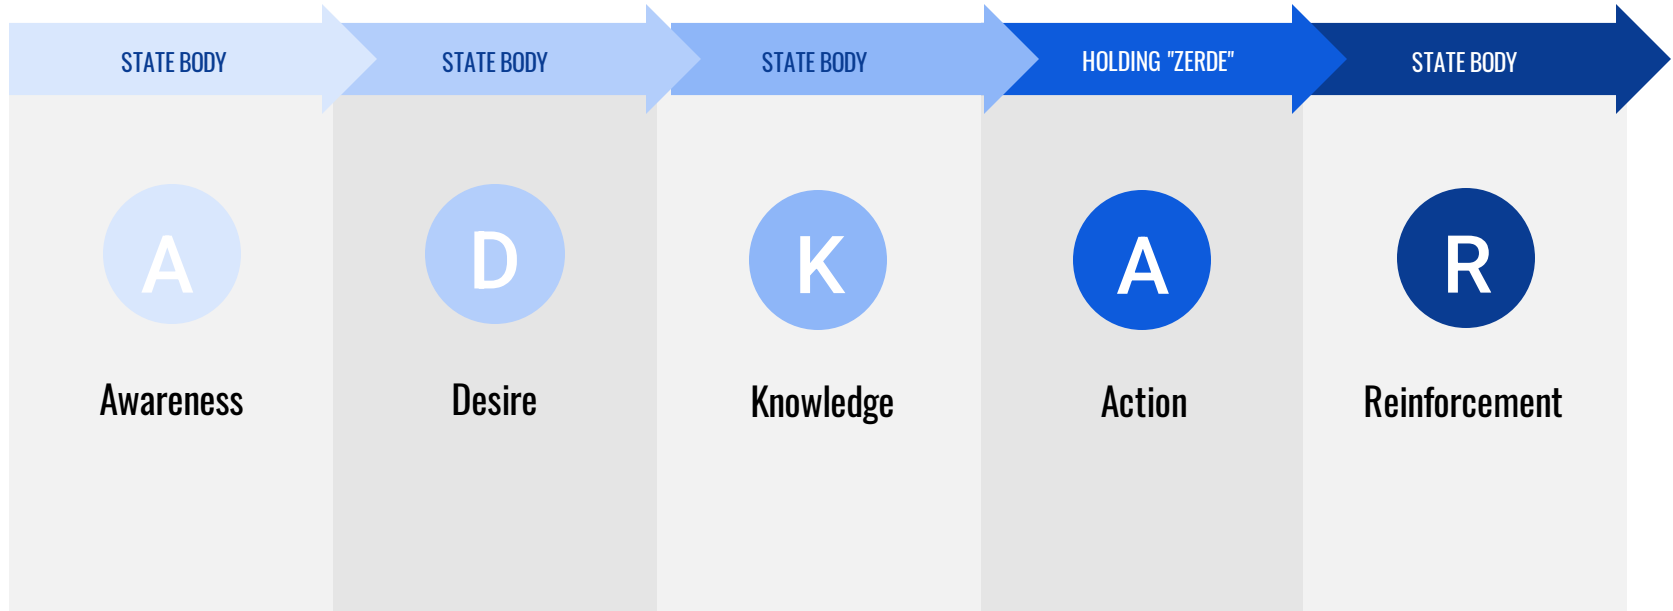 STATE BODY
STATE BODY
STATE BODY
HOLDING "ZERDE"
STATE BODY
A
D
K
A
R
Awareness
Desire
Knowledge
Action
Reinforcement